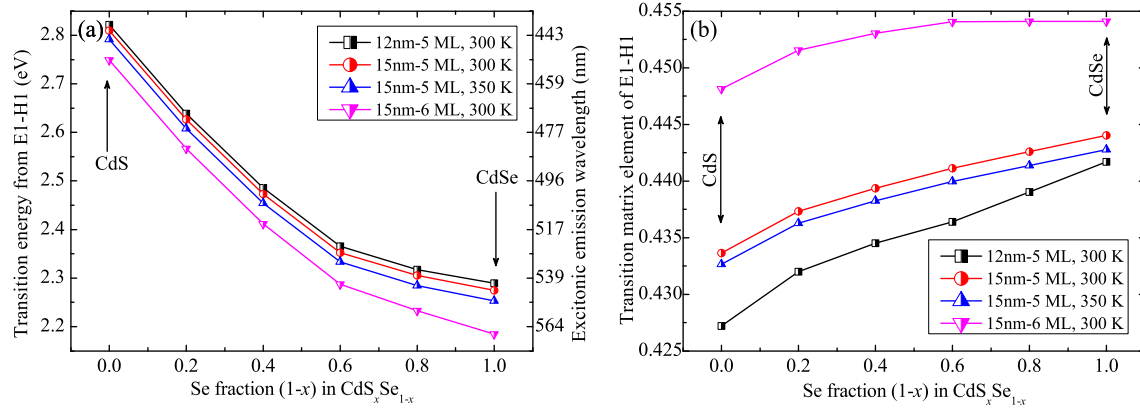 (a)
Transition energy from E1-H1 (eV)
2.8
2.7
2.6
2.5
2.4
2.3
2.2
12nm-5 ML, 300 K
15nm-5 ML, 300 K
15nm-5 ML, 350 K
15nm-6 ML, 300 K
CdS
CdSe
443
459
477
496
517
539
564
Excitonic emission wavelength (nm)
0.0 0.2 0.4 0.6 0.8 1.0
Se fraction (1-x) in CdSxSe1-x
(b)
Transition matrix element of E1-H1
0.455
0.450
0.445
0.440
0.435
0.430
0.425
CdS
CdSe
12nm-5 ML, 300 K
15nm-5 ML, 300 K
15nm-5 ML, 350 K
15nm-6 ML, 300 K
0.0 0.2 0.4 0.6 0.8 1.0
Se fraction (1-x) in CdSxSe1-x